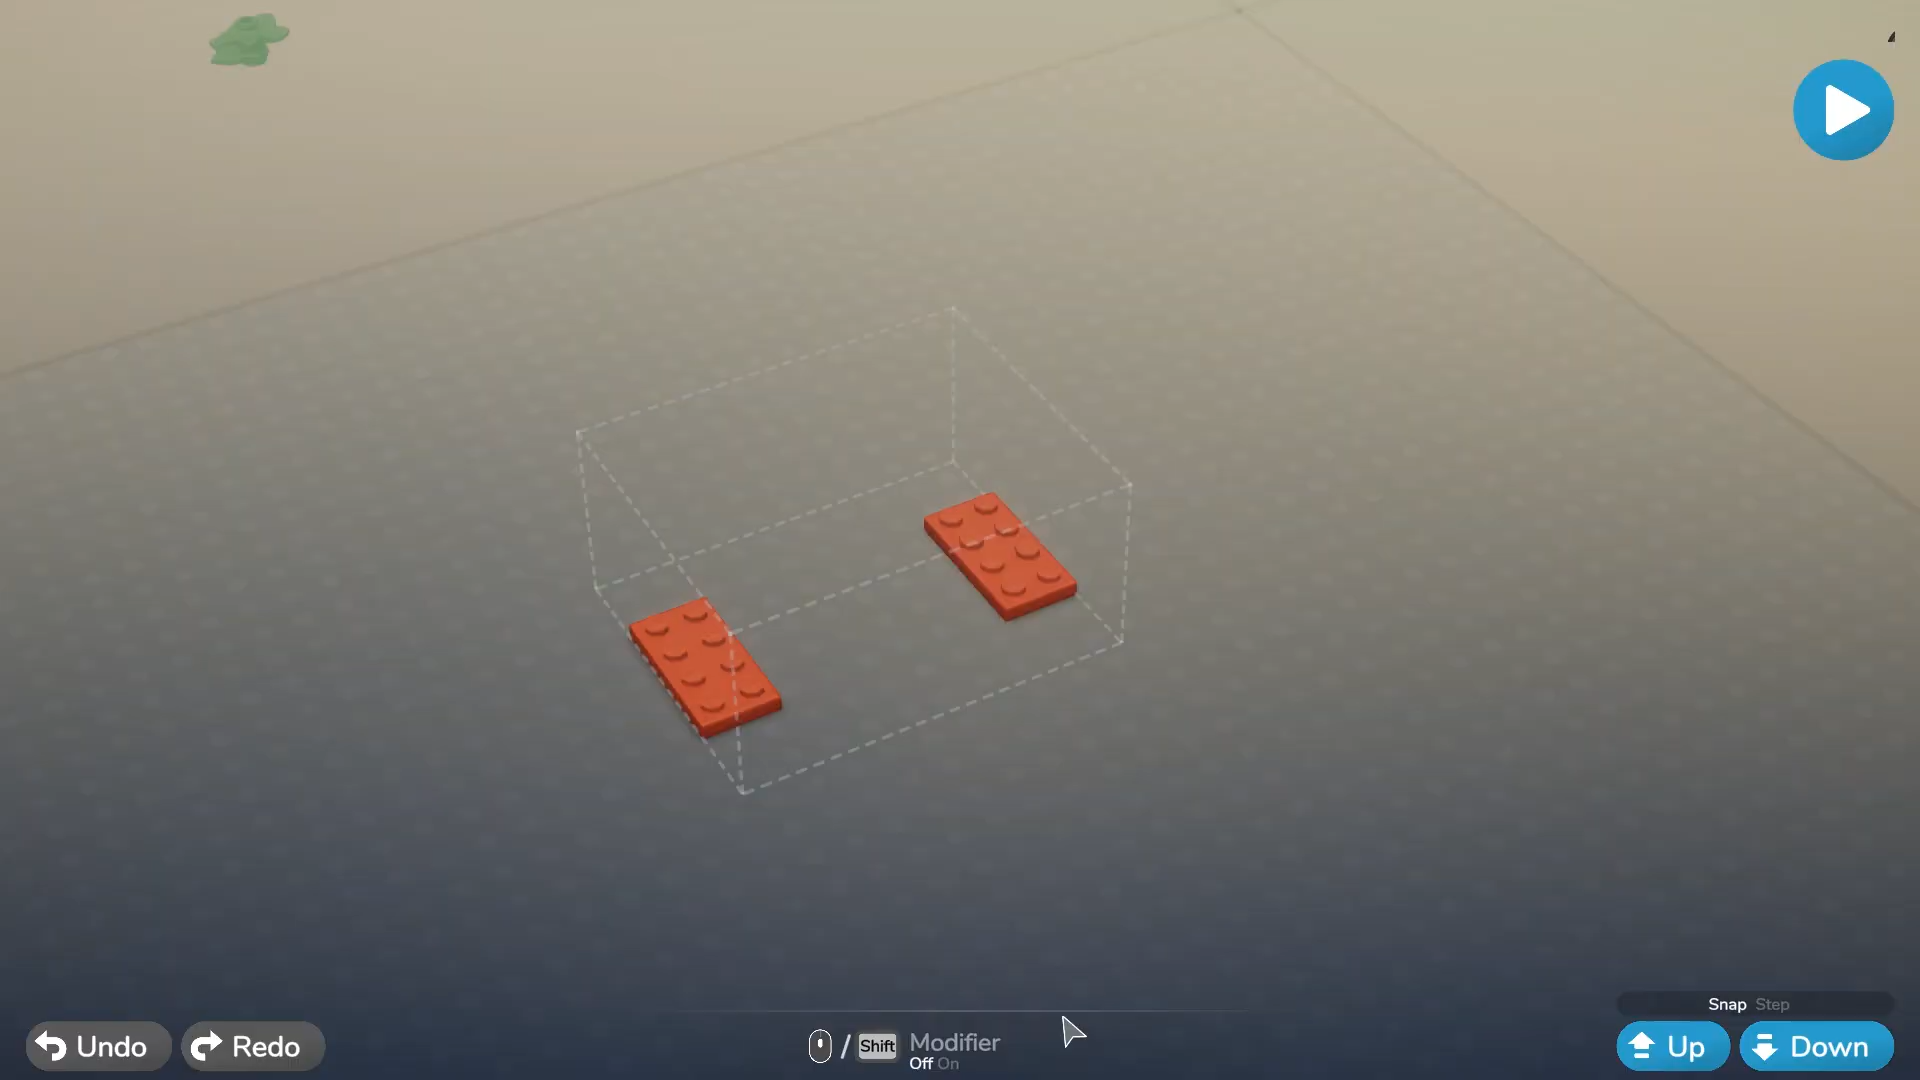 Snap Step
Undo
Redo
/ Shift Modifier
Off On
Up
Down